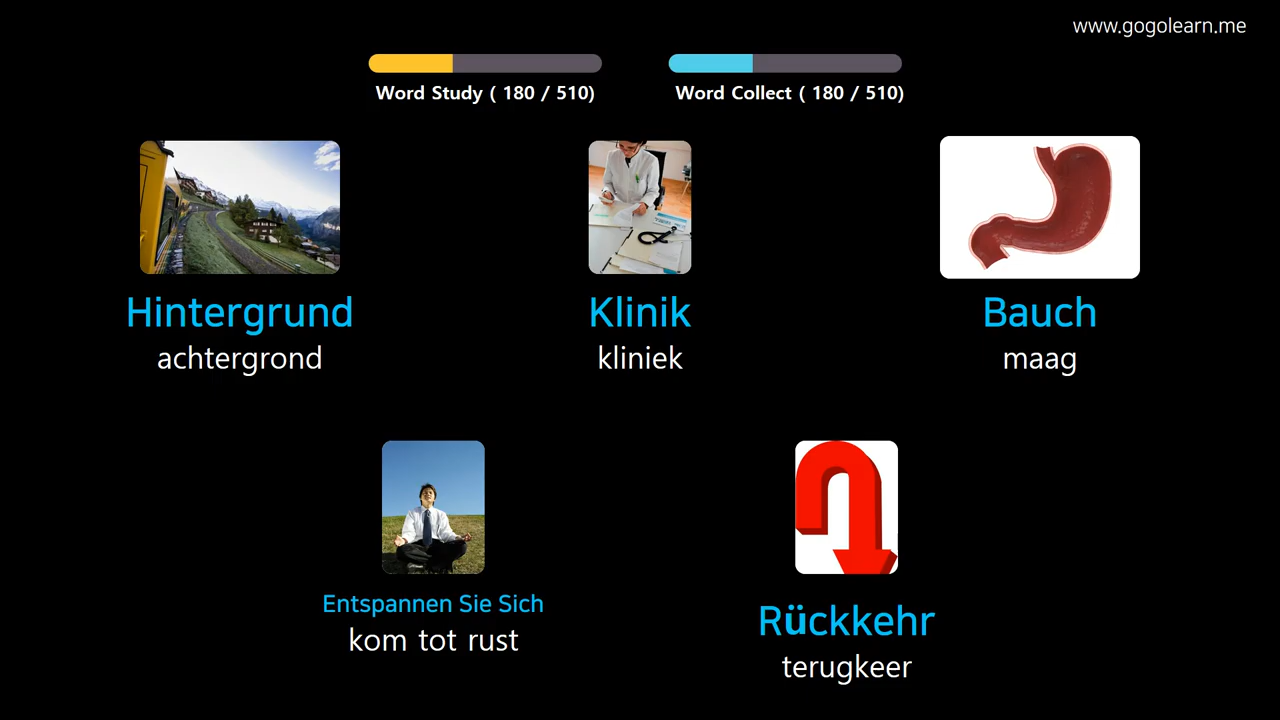 www.gogolearn.me
Word Study ( 180 / 510)
Word Collect ( 180 / 510)
Hintergrund
achtergrond
Klinik
kliniek
Bauch
maag
Entspannen Sie Sich
kom tot rust
Rückkehr
terugkeer